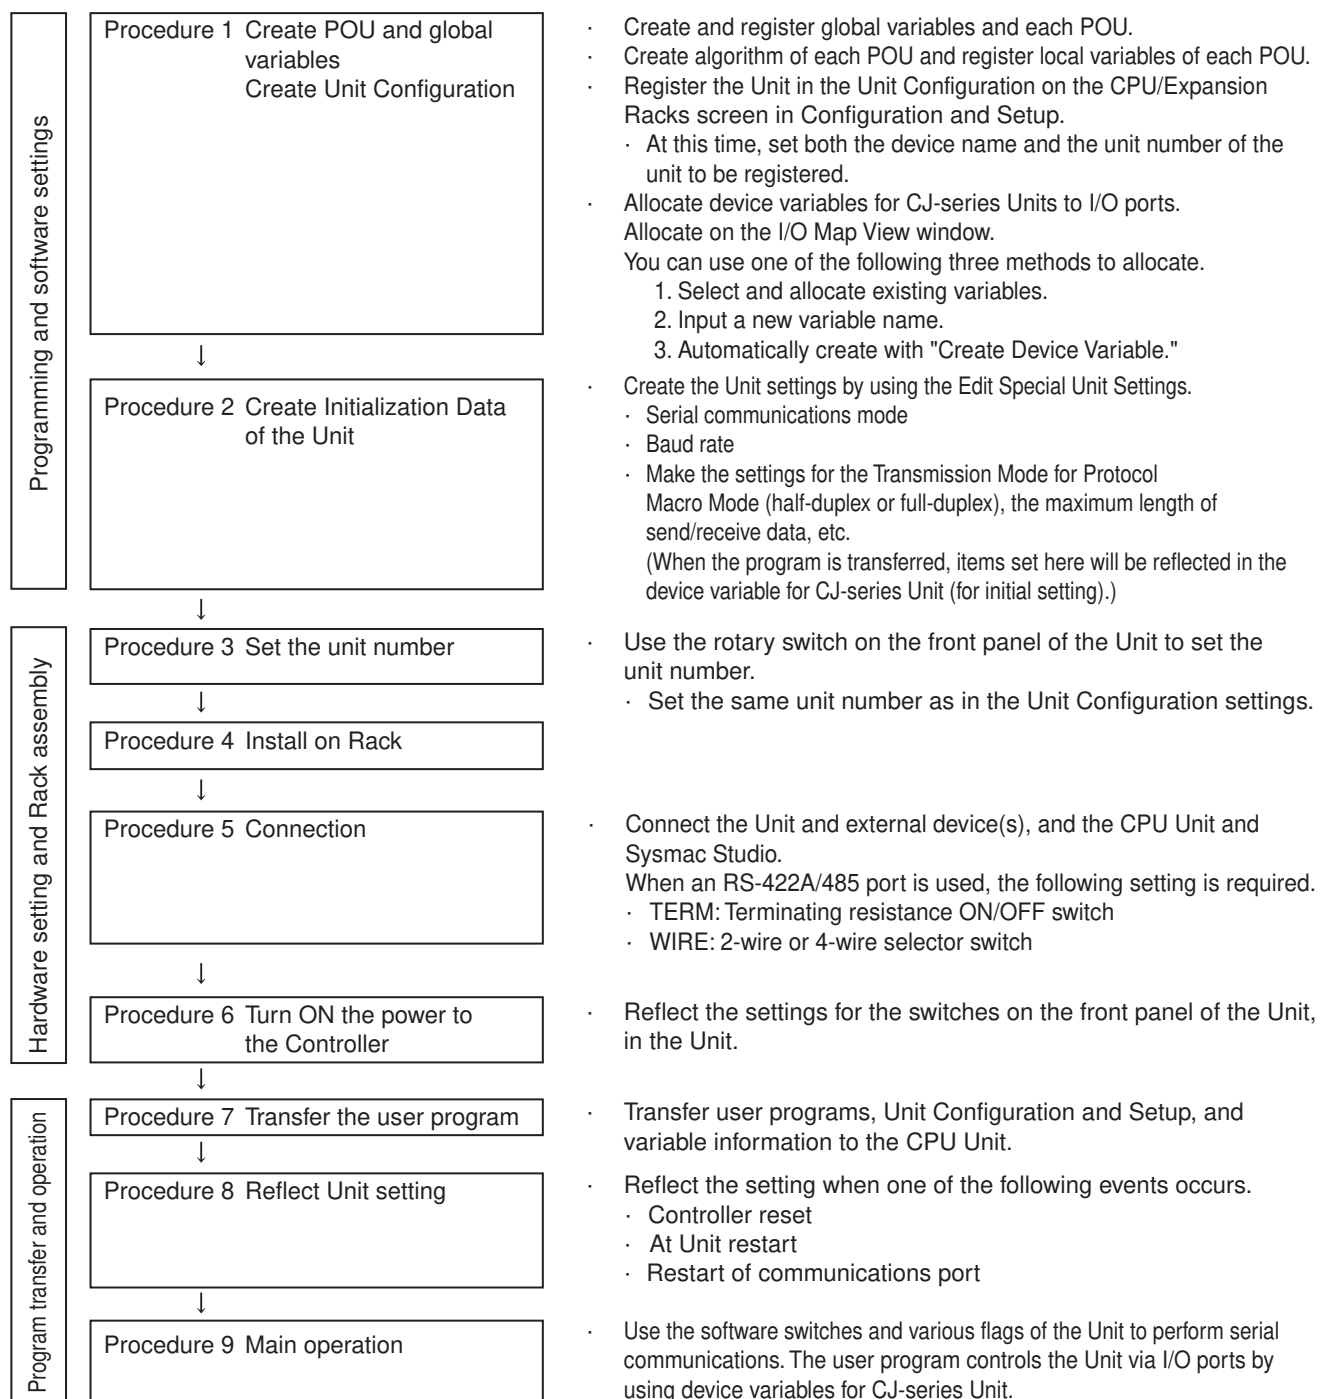 Programming and software settings
Procedure 1 Create POU and global
variables
Create Unit Configuration
· Create and register global variables and each POU.
· Create algorithm of each POU and register local variables of each POU.
· Register the Unit in the Unit Configuration on the CPU/Expansion
Racks screen in Configuration and Setup.
· At this time, set both the device name and the unit number of the
unit to be registered.
· Allocate device variables for CJ-series Units to I/O ports.
Allocate on the I/O Map View window.
You can use one of the following three methods to allocate.
1. Select and allocate existing variables.
2. Input a new variable name.
3. Automatically create with "Create Device Variable."
↓
Procedure 2 Create Initialization Data
of the Unit
· Create the Unit settings by using the Edit Special Unit Settings.
· Serial communications mode
· Baud rate
· Make the settings for the Transmission Mode for Protocol
Macro Mode (half-duplex or full-duplex), the maximum length of
send/receive data, etc.
(When the program is transferred, items set here will be reflected in the
device variable for CJ-series Unit (for initial setting).)
↓
Hardware setting and Rack assembly
Procedure 3 Set the unit number
· Use the rotary switch on the front panel of the Unit to set the
unit number.
· Set the same unit number as in the Unit Configuration settings.
↓
Procedure 4 Install on Rack
↓
Procedure 5 Connection
· Connect the Unit and external device(s), and the CPU Unit and
Sysmac Studio.
When an RS-422A/485 port is used, the following setting is required.
· TERM: Terminating resistance ON/OFF switch
· WIRE: 2-wire or 4-wire selector switch
↓
Procedure 6 Turn ON the power to
the Controller
· Reflect the settings for the switches on the front panel of the Unit,
in the Unit.
↓
Program transfer and operation
Procedure 7 Transfer the user program
· Transfer user programs, Unit Configuration and Setup, and
variable information to the CPU Unit.
↓
Procedure 8 Reflect Unit setting
· Reflect the setting when one of the following events occurs.
· Controller reset
· At Unit restart
· Restart of communications port
↓
Procedure 9 Main operation
· Use the software switches and various flags of the Unit to perform serial
communications. The user program controls the Unit via I/O ports by
using device variables for CJ-series Unit.